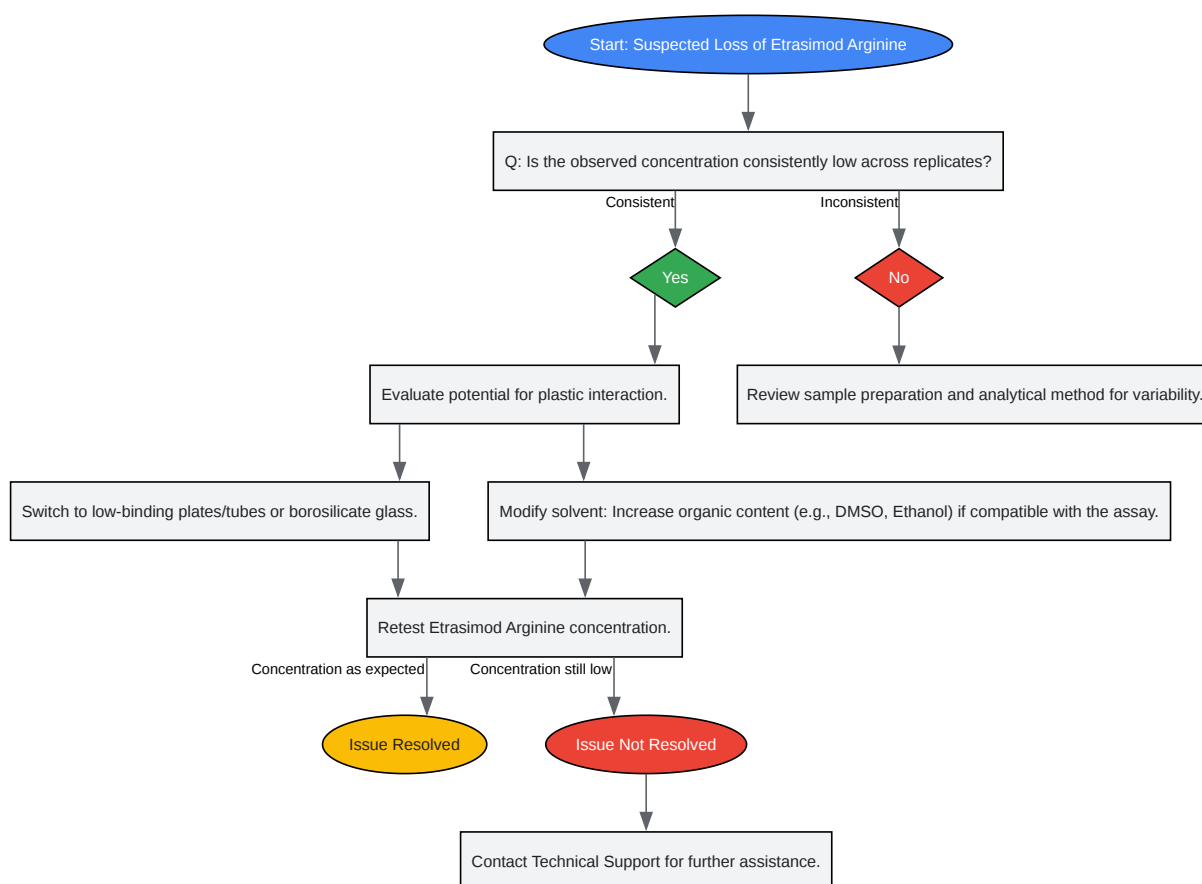 Start: Suspected Loss of Etrasimod Arginine
Q: Is the observed concentration consistently low across replicates?
Consistent
Inconsistent
Yes
No
Evaluate potential for plastic interaction.
Review sample preparation and analytical method for variability.
Switch to low-binding plates/tubes or borosilicate glass.
Modify solvent: Increase organic content (e.g., DMSO, Ethanol) if compatible with the assay.
Retest Etrasimod Arginine concentration.
Concentration as expected
Concentration still low
Issue Resolved
Issue Not Resolved
Contact Technical Support for further assistance.